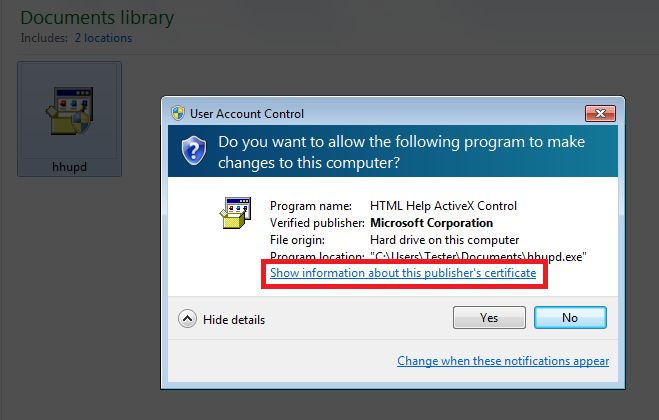 Documents library
Includes: 2 locations
hhupd
User Account Control
Do you want to allow the following program to make
changes to this computer?
Program name: HTML Help ActiveX Control
Verified publisher: Microsoft Corporation
File origin: Hard drive on this computer
Program location: "C:\Users\Tester\Documents\hhupd.exe"
Show information about this publisher's certificate
Hide details
Yes
No
Change when these notifications appear